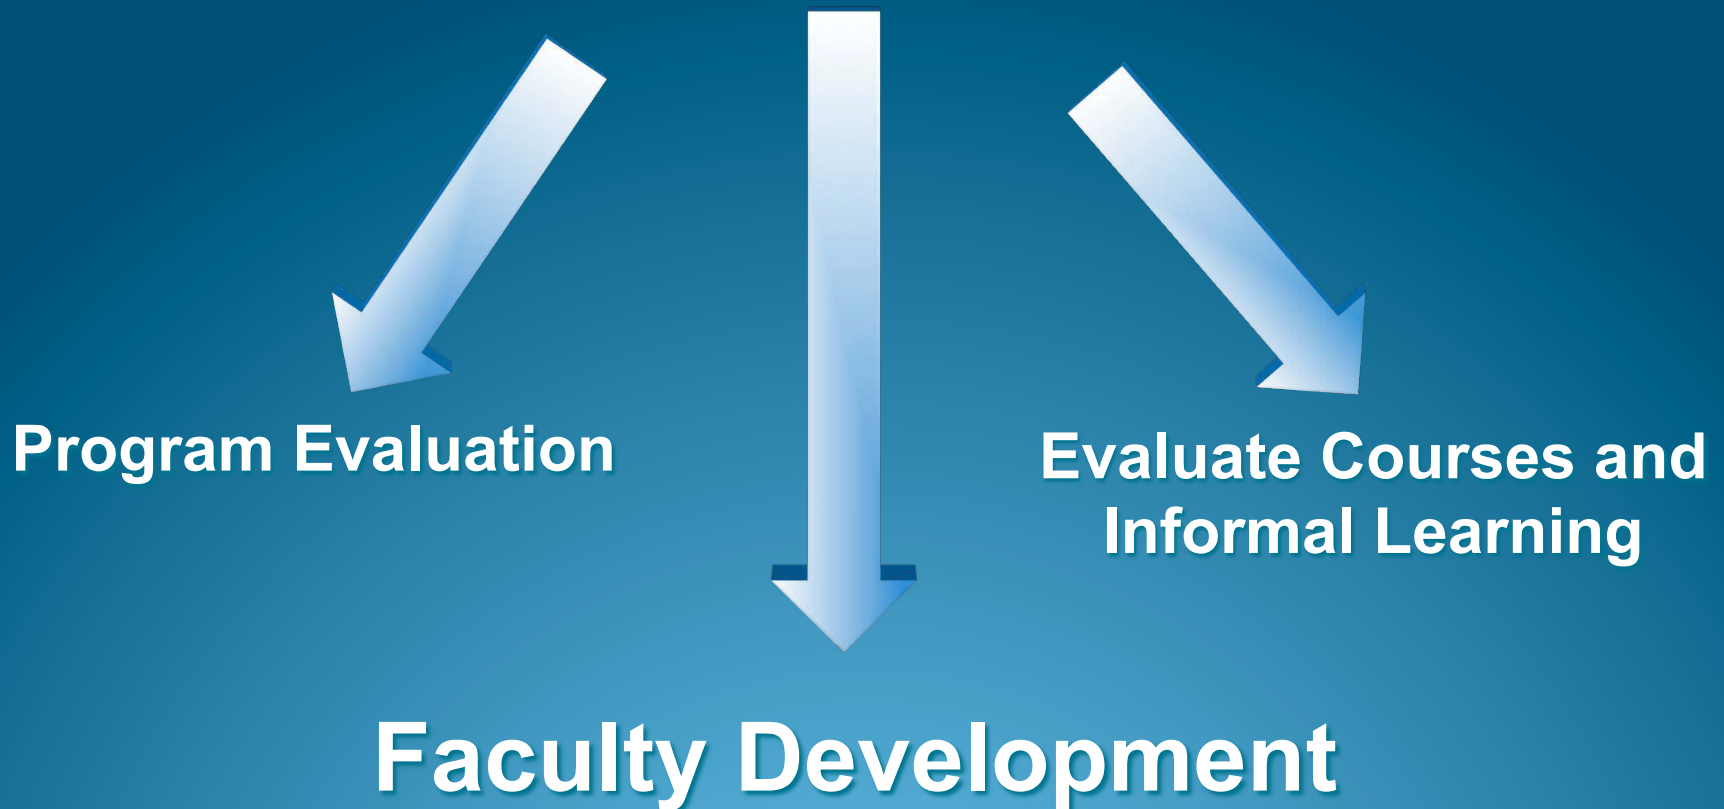 Program Evaluation
Evaluate Courses and
Informal Learning
Faculty Development